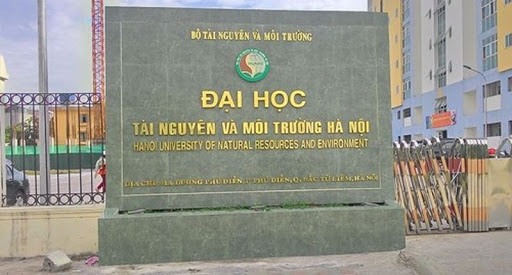 BỘ TÀI NGUYÊN VÀ MÔI TRƯỜNG
ĐẠI HỌC
TÀI NGUYÊN VÀ MÔI TRƯỜNG HÀ NỘI
HANOI UNIVERSITY OF NATURAL RESOURCES AND ENVIRONMENT
ĐỊA CHỈ: 41A ĐƯỜNG PHÚ DIỄN, P. PHÚ DIỄN, Q. BẮC TỪ LIÊM, HÀ NỘI